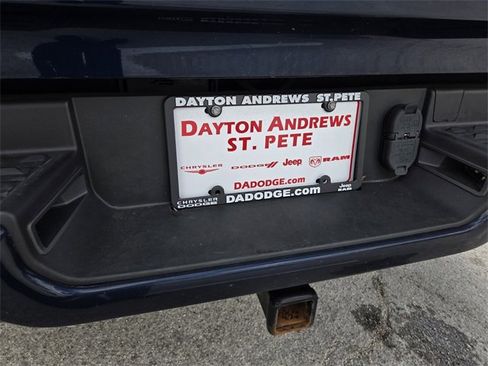 DAYTON ANDREWS ST. PETE
DAYTON ANDREWS
ST. PETE
CHRYSLER DODGE Jeep RAM
DADODGE.com
CHRYSLER Jeep
DODGE DADODGE.com RAM